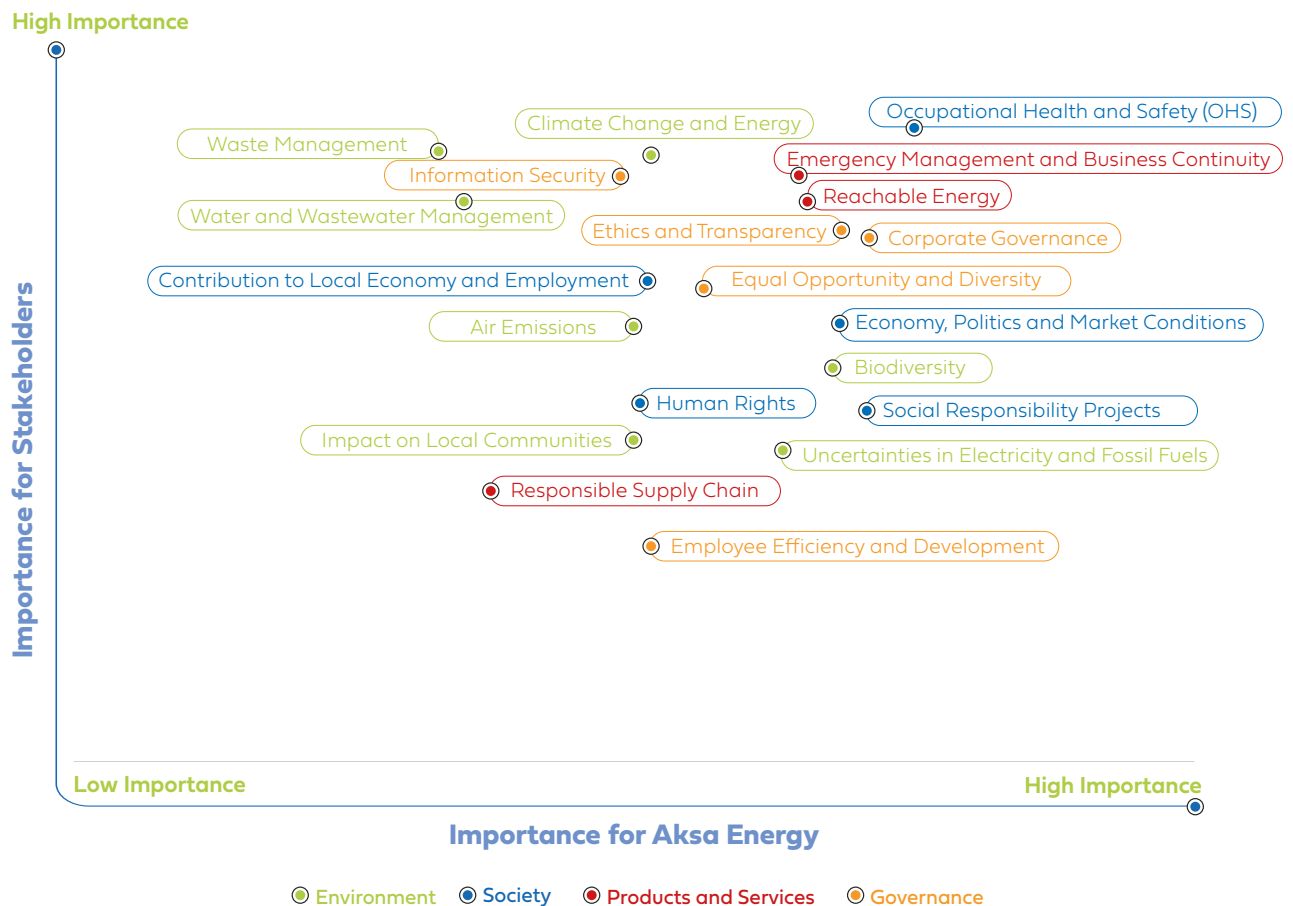 High Importance
Occupational Health and Safety (OHS)
Climate Change and Energy
Waste Management
Emergency Management and Business Continuity
Information Security
Reachable Energy
Water and Wastewater Management
Ethics and Transparency
Corporate Governance
Contribution to Local Economy and Employment
Equal Opportunity and Diversity
Air Emissions
Economy, Politics and Market Conditions
Biodiversity
Human Rights
Social Responsibility Projects
Impact on Local Communities
Uncertainties in Electricity and Fossil Fuels
Responsible Supply Chain
Employee Efficiency and Development
Importance for Stakeholders
Low Importance
High Importance
Importance for Aksa Energy
Environment
Society
Products and Services
Governance